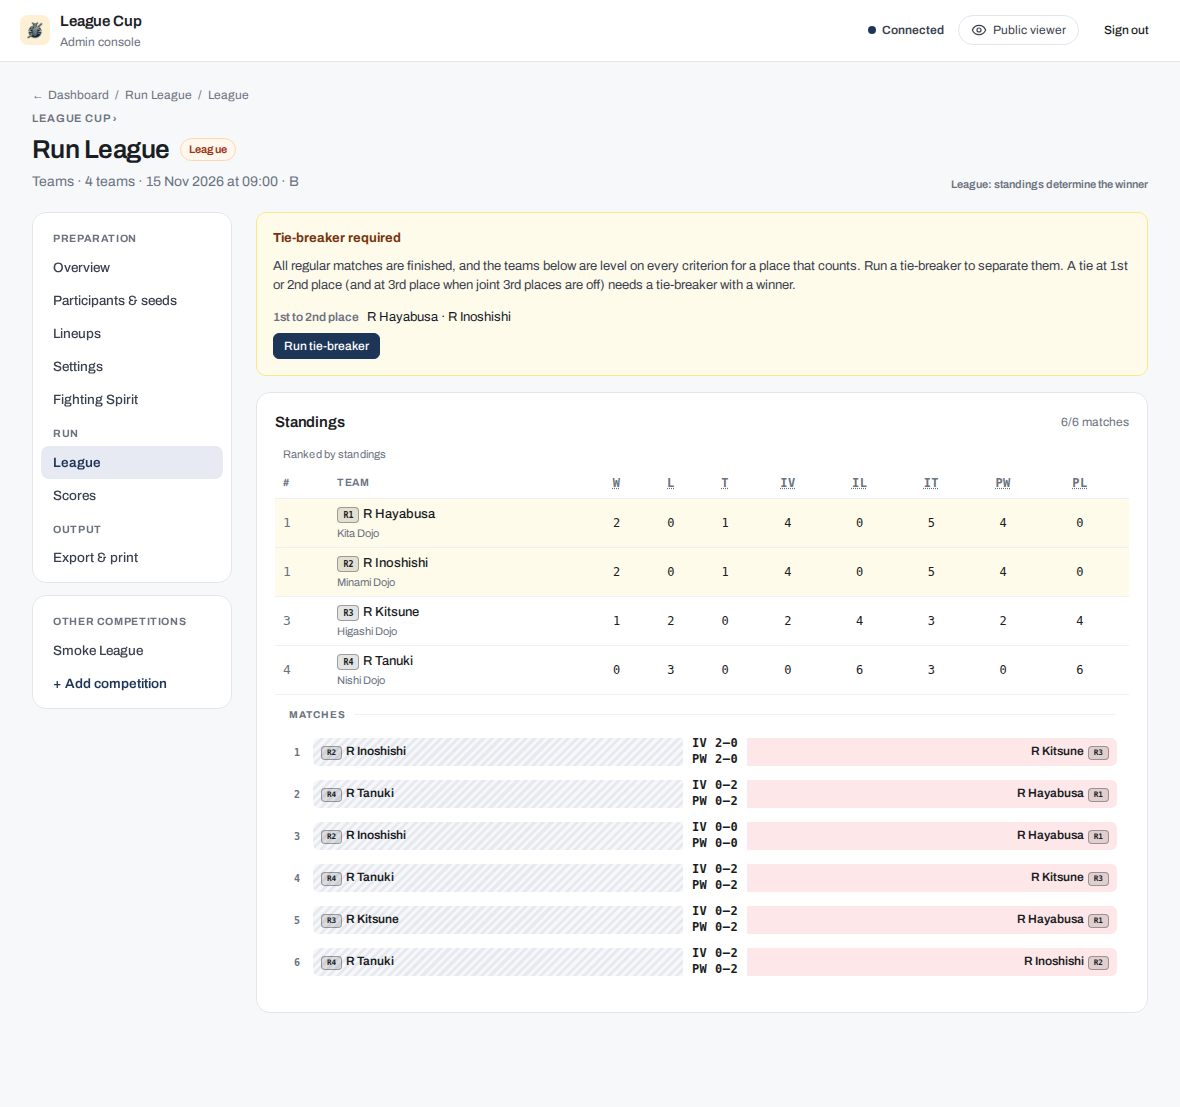 League Cup
Admin console
Connected
Public viewer
Sign out
← Dashboard / Run League / League
LEAGUE CUP ›
Run League League
Teams · 4 teams · 15 Nov 2026 at 09:00 · B
League: standings determine the winner
PREPARATION
Overview
Participants & seeds
Lineups
Settings
Fighting Spirit
RUN
League
Scores
OUTPUT
Export & print
OTHER COMPETITIONS
Smoke League
+ Add competition
Tie-breaker required
All regular matches are finished, and the teams below are level on every criterion for a place that counts. Run a tie-breaker to separate them. A tie at 1st
or 2nd place (and at 3rd place when joint 3rd places are off) needs a tie-breaker with a winner.
1st to 2nd place R Hayabusa · R Inoshishi
Run tie-breaker
Standings 6/6 matches
Ranked by standings
# TEAM W L T IV IL IT PW PL
1 R1 R Hayabusa 2 0 1 4 0 5 4 0
Kita Dojo
1 R2 R Inoshishi 2 0 1 4 0 5 4 0
Minami Dojo
3 R3 R Kitsune 1 2 0 2 4 3 2 4
Higashi Dojo
4 R4 R Tanuki 0 3 0 0 6 3 0 6
Nishi Dojo
MATCHES
1 R2 R Inoshishi IV 2–0 PW 2–0 R Kitsune R3
2 R4 R Tanuki IV 0–2 PW 0–2 R Hayabusa R1
3 R2 R Inoshishi IV 0–0 PW 0–0 R Hayabusa R1
4 R4 R Tanuki IV 0–2 PW 0–2 R Kitsune R3
5 R3 R Kitsune IV 0–2 PW 0–2 R Hayabusa R1
6 R4 R Tanuki IV 0–2 PW 0–2 R Inoshishi R2